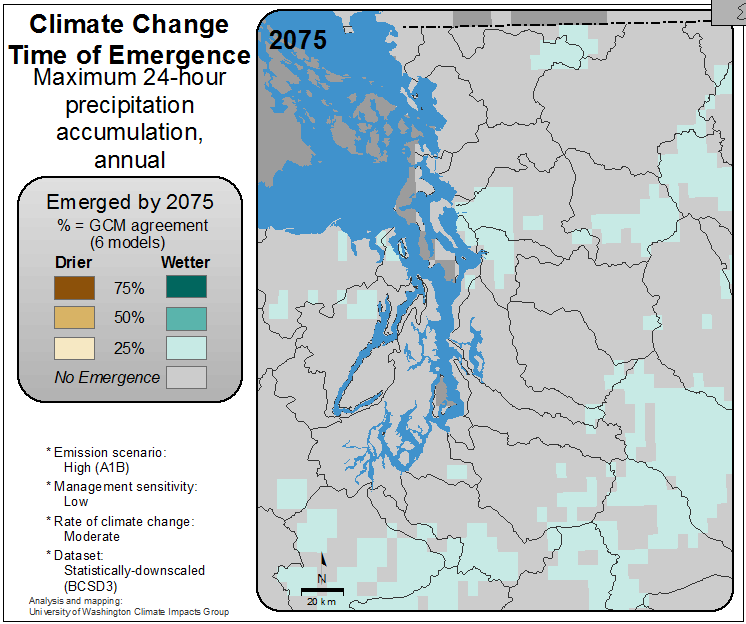 Climate Change
Time of Emergence
Maximum 24-hour
precipitation
accumulation,
annual
Emerged by 2075
% = GCM agreement
(6 models)
Drier Wetter
75%
50%
25%
No Emergence
* Emission scenario:
High (A1B)
* Management sensitivity:
Low
* Rate of climate change:
Moderate
* Dataset:
Statistically-downscaled
(BCSD3)
Analysis and mapping:
University of Washington Climate Impacts Group
2075
N
20 km